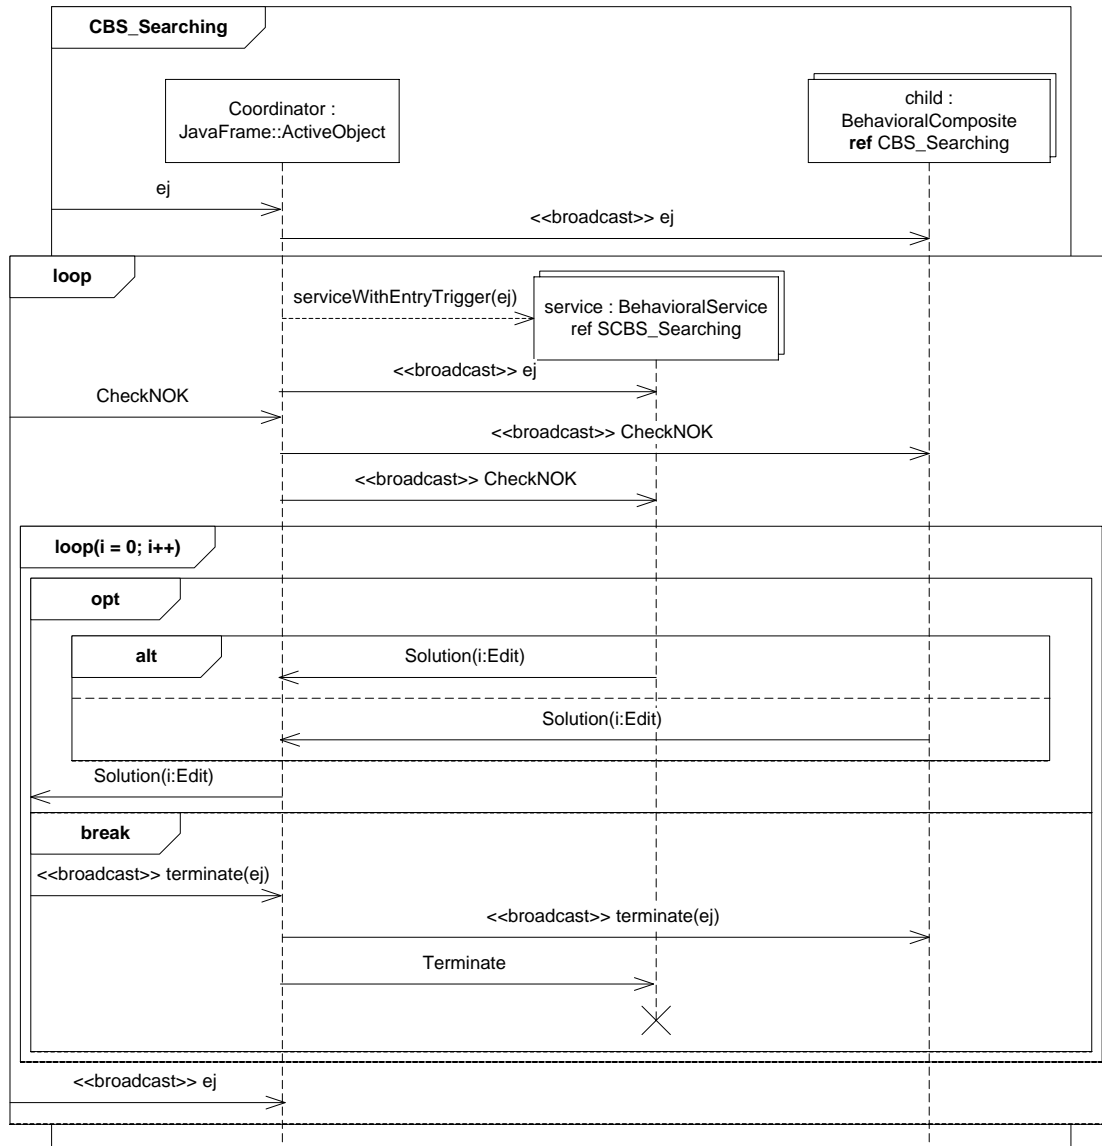 CBS_Searching
Coordinator :
JavaFrame::ActiveObject
child :
BehavioralComposite
ref CBS_Searching
ej
<<broadcast>> ej
loop
serviceWithEntryTrigger(ej)
service : BehavioralService
ref SCBS_Searching
<<broadcast>> ej
CheckNOK
<<broadcast>> CheckNOK
<<broadcast>> CheckNOK
loop(i = 0; i++)
opt
alt
Solution(i:Edit)
Solution(i:Edit)
Solution(i:Edit)
break
<<broadcast>> terminate(ej)
<<broadcast>> terminate(ej)
Terminate
<<broadcast>> ej